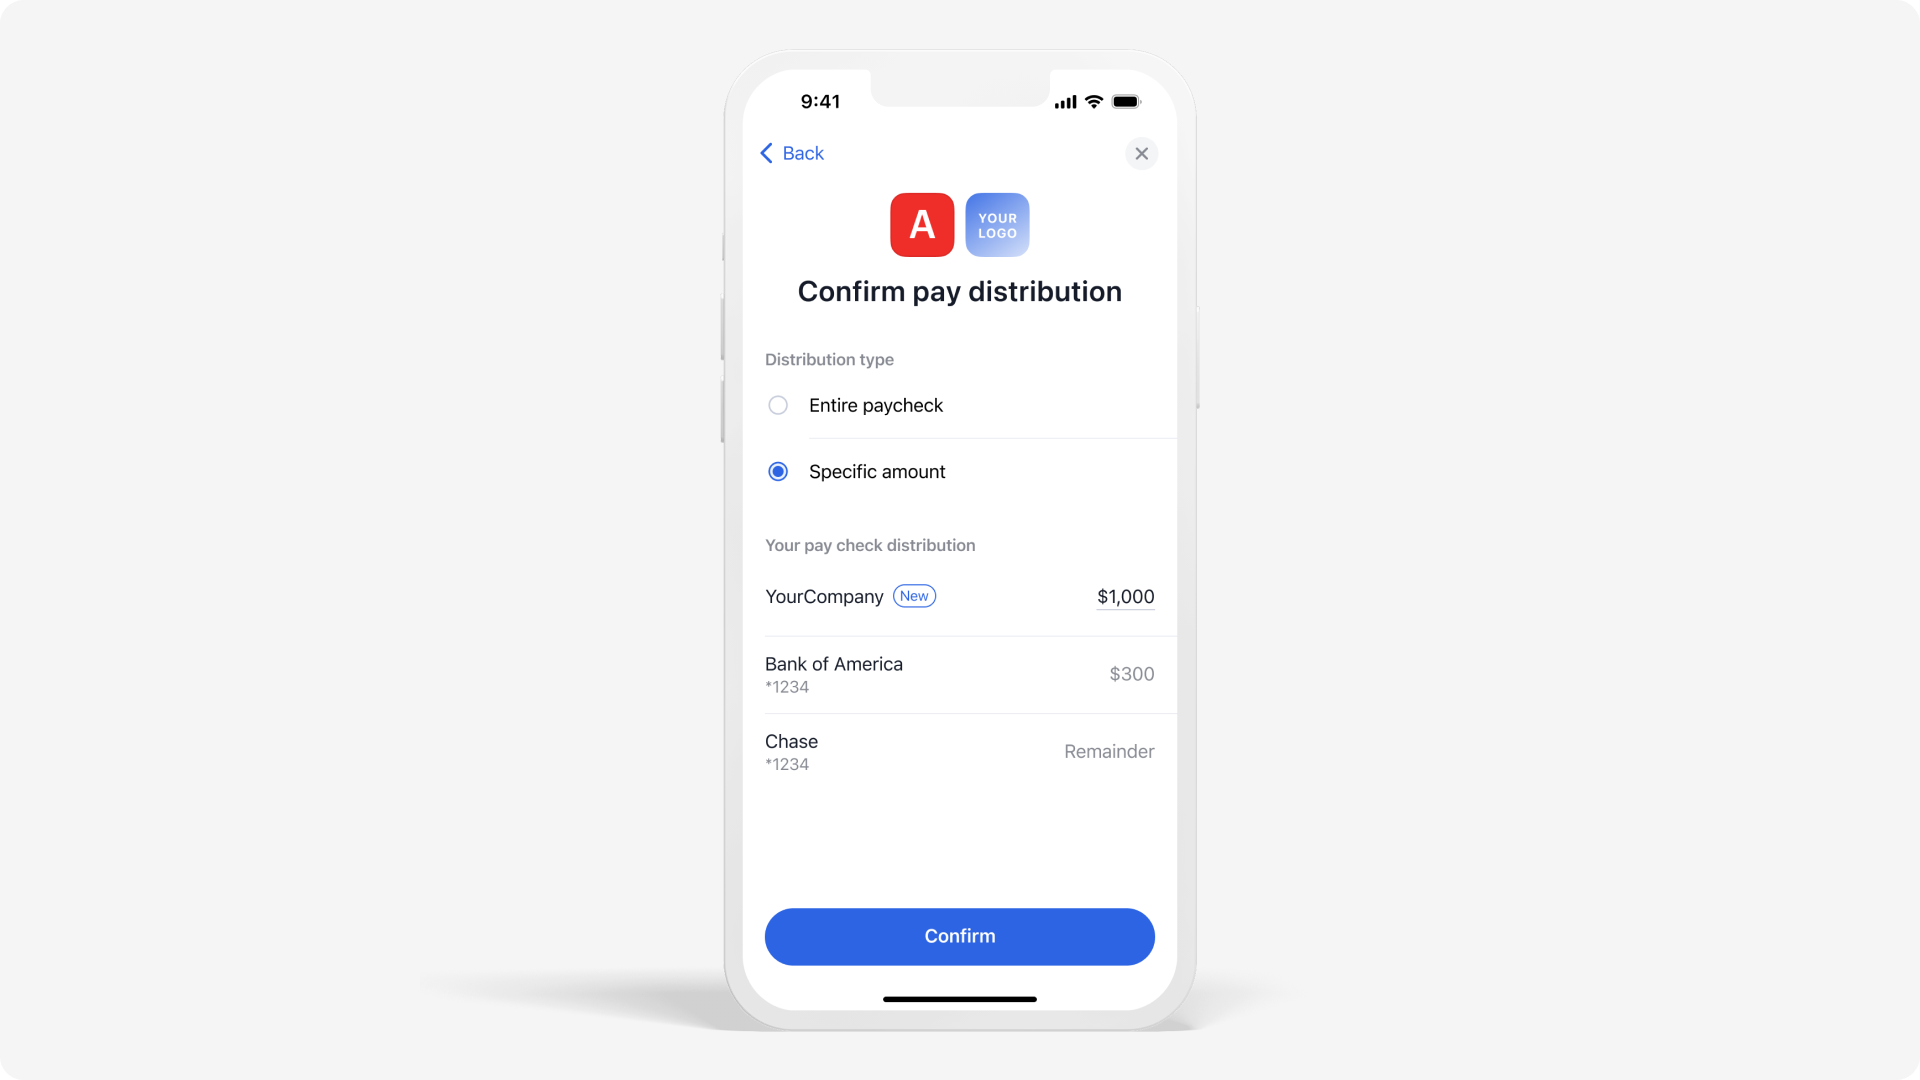 9:41
Back
A
YOUR
LOGO
Confirm pay distribution
Distribution type
Entire paycheck
Specific amount
Your pay check distribution
YourCompany New $1,000
Bank of America
*1234
$300
Chase
*1234
Remainder
Confirm